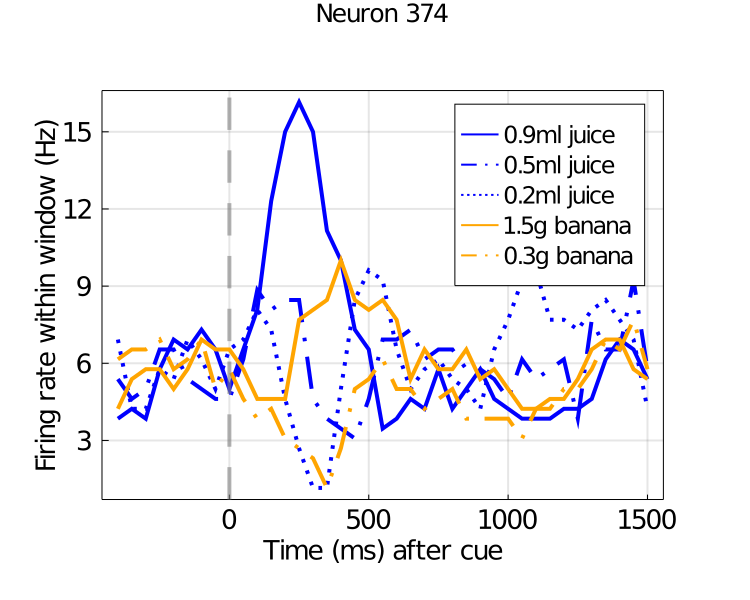 Neuron 374
Firing rate within window (Hz)
15
12
9
6
3
0.9ml juice
0.5ml juice
0.2ml juice
1.5g banana
0.3g banana
0 500 1000 1500
Time (ms) after cue